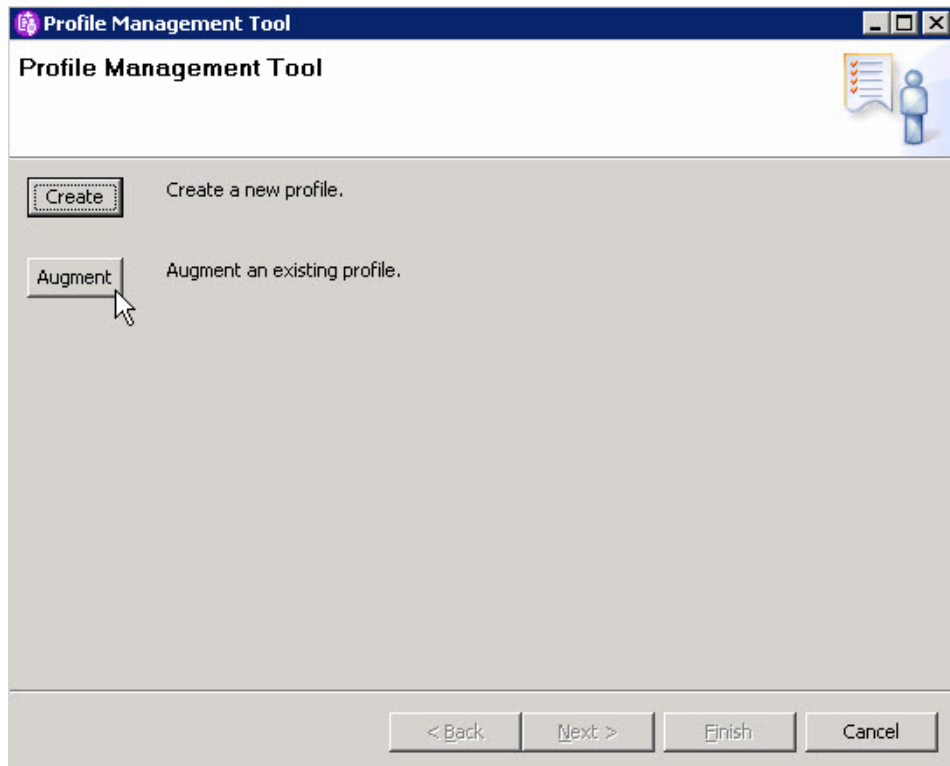 Profile Management Tool
Profile Management Tool
Create Create a new profile.
Augment Augment an existing profile.
< Back Next > Finish Cancel